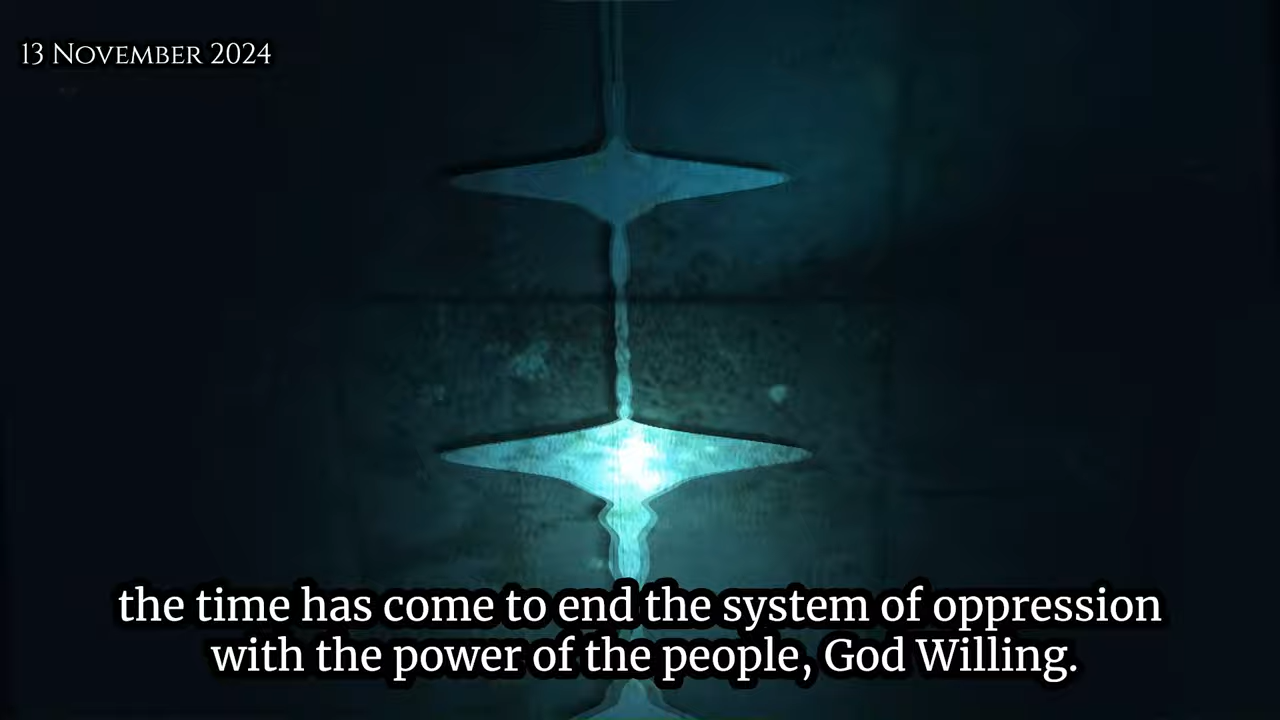 13 November 2024
the time has come to end the system of oppression
with the power of the people, God Willing.